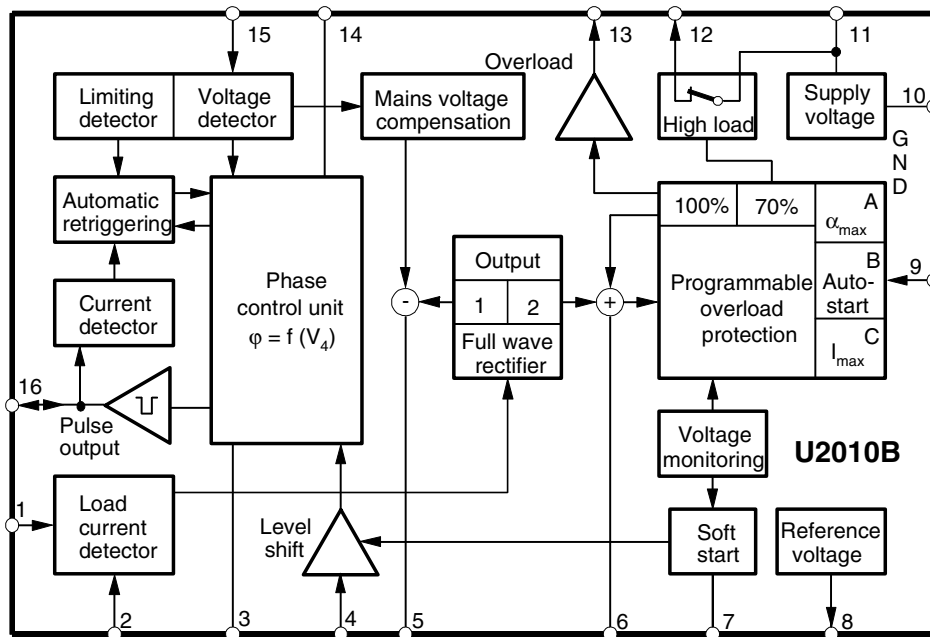 15
14
13
12
11
Overload
Limiting
detector
Voltage
detector
Mains voltage
compensation
High load
Supply
voltage
10
G
N
D
Automatic
retriggering
100%
70%
A
αmax
Phase
control unit
φ = f (V4)
Output
1
2
Full wave
rectifier
-
+
Programmable
overload
protection
B
Auto-
start
9
C
Imax
Current
detector
16
Pulse
output
Voltage
monitoring
U2010B
1
Load
current
detector
Level
shift
Soft
start
Reference
voltage
2
3
4
5
6
7
8